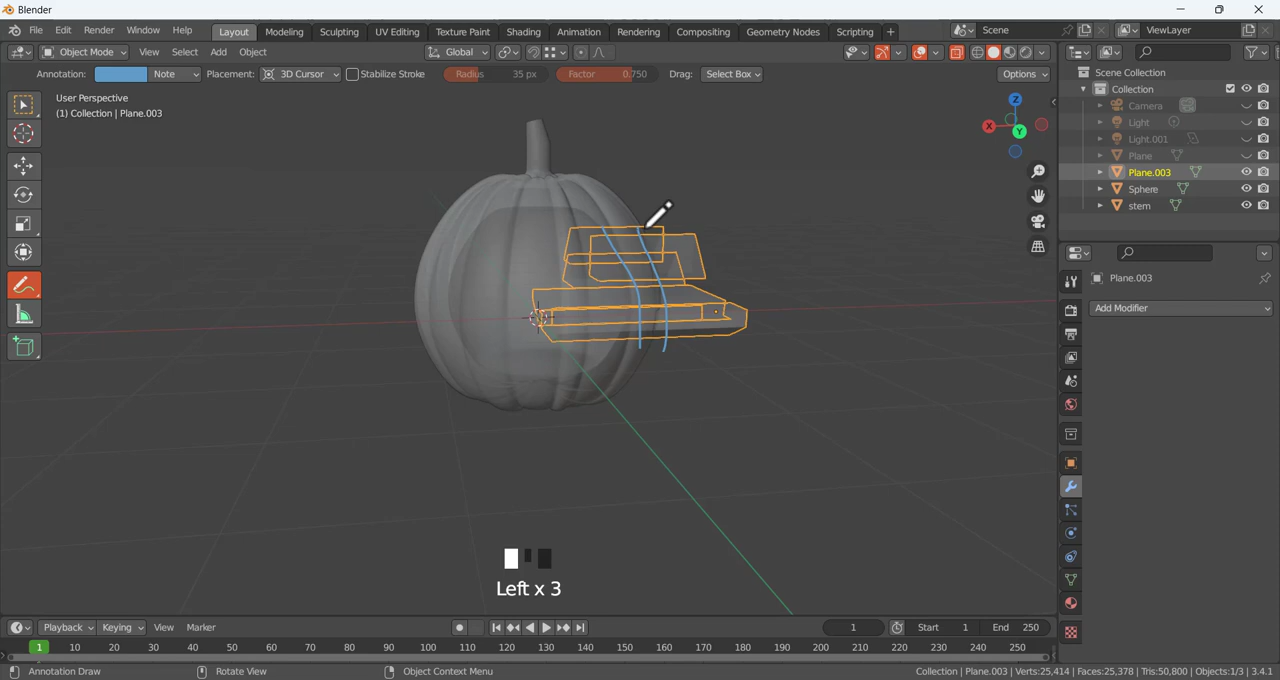 Blender
File Edit Render Window Help Layout Modeling Sculpting UV Editing Texture Paint Shading Animation Rendering Compositing Geometry Nodes Scripting + Scene ViewLayer
Object Mode View Select Add Object Global
Annotation: Note Placement: 3D Cursor Stabilize Stroke Radius 35 px Factor 0.750 Drag: Select Box Options
User Perspective
(1) Collection | Plane.003
Z
X
Y
Scene Collection
Collection
Camera
Light
Light.001
Plane
Plane.003
Sphere
stem
Plane.003
Add Modifier
Left x 3
Playback Keying View Marker 1 Start 1 End 250
1 10 20 30 40 50 60 70 80 90 100 110 120 130 140 150 160 170 180 190 200 210 220 230 240 250
Annotation Draw Rotate View Object Context Menu Collection | Plane.003 | Verts:25,414 | Faces:25,378 | Tris:50,800 | Objects:1/3 | 3.4.1